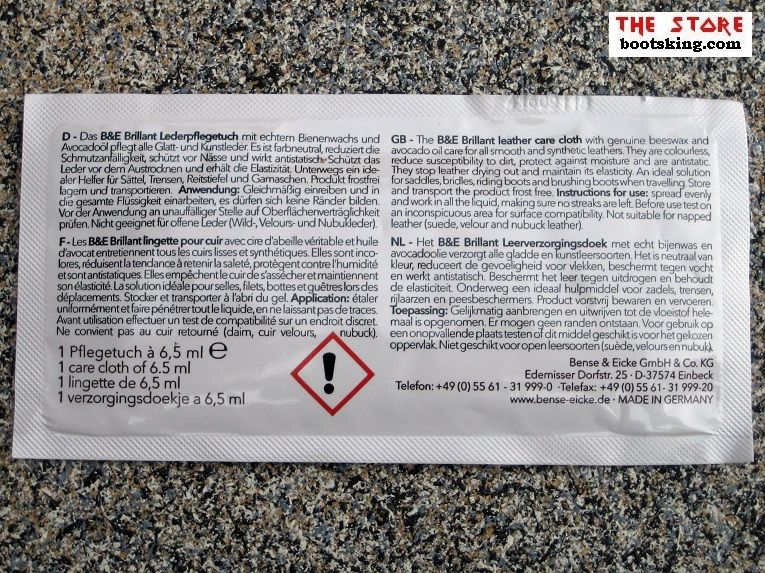 THE STORE
bootsking.com
D - Das B&E Brillant Lederpflegetuch mit echtem Bienenwachs und
Avocadoöl pflegt alle Glatt- und Kunstleder. Es ist farbneutral, reduziert die
Schmutzanfälligkeit, schützt vor Nässe und wirkt antistatisch. Schützt das
Leder vor dem Austrocknen und erhält die Elastizität. Unterwegs ein ide-
aler Helfer für Sättel, Trensen, Reitstiefel und Gamaschen. Produkt frostfrei
lagern und transportieren. Anwendung: Gleichmäßig einreiben und in
die gesamte Flüssigkeit einarbeiten, es dürfen sich keine Ränder bilden.
Vor der Anwendung an unauffälliger Stelle auf Oberflächenverträglichkeit
prüfen. Nicht geeignet für offene Leder (Wild-, Velours- und Nubukleder).
F - Les B&E Brillant lingette pour cuir avec cire d'abeille véritable et huile
d'avocat entretiennent tous les cuirs lisses et synthétiques. Elles sont inco-
lores, réduisent la tendance à retenir la saleté, protègent contre l'humidité
et sont antistatiques. Elles empêchent le cuir de s'assécher et maintiennent
son élasticité. La solution idéale pour selles, filets, bottes et guêtres lors des
déplacements. Stocker et transporter à l'abri du gel. Application: étaler
uniformément et faire pénétrer tout le liquide, en ne laissant pas de traces.
Avant utilisation effectuer un test de compatibilité sur un endroit discret.
Ne convient pas au cuir retourné (daim, cuir velours, nubuck).
1 Pflegetuch à 6,5 ml ℮
1 care cloth of 6.5 ml
1 lingette de 6,5 ml
1 verzorgingsdoekje a 6,5 ml
GB - The B&E Brillant leather care cloth with genuine beeswax and
avocado oil care for all smooth and synthetic leathers. They are colourless,
reduce susceptibility to dirt, protect against moisture and are antistatic.
They stop leather drying out and maintain its elasticity. An ideal solution
for saddles, bridles, riding boots and brushing boots when travelling. Store
and transport the product frost free. Instructions for use: spread evenly
and work in all the liquid, making sure no streaks are left. Before use test on
an inconspicuous area for surface compatibility. Not suitable for napped
leather (suede, velour and nubuck leather).
NL - Het B&E Brillant Leerverzorgingsdoek met echt bijenwas en
avocadoolie verzorgt alle gladde en kunstleersoorten. Het is neutraal van
kleur, reduceert de gevoeligheid voor vlekken, beschermt tegen vocht
en werkt antistatisch. Beschermt het leer tegen uitdrogen en behoudt
de elasticiteit. Onderweg een ideaal hulpmiddel voor zadels, trensen,
rijlaarzen en peesbeschermers. Product vorstvrij bewaren en vervoeren.
Toepassing: Gelijkmatig aanbrengen en uitwrijven tot de vloeistof hele-
maal is opgenomen. Er mogen geen randen ontstaan. Voor gebruik op
een onopvallende plaats testen of dit middel geschikt is voor het gekozen
oppervlak. Niet geschikt voor open leersoorten (suède, velours en nubuk).
Bense & Eicke GmbH & Co. KG
Edemisser Dorfstr. 25 · D-37574 Einbeck
Telefon: +49 (0) 55 61 - 31 999-0 ·Telefax: +49 (0) 55 61- 31 999-20
www.bense-eicke.de · MADE IN GERMANY